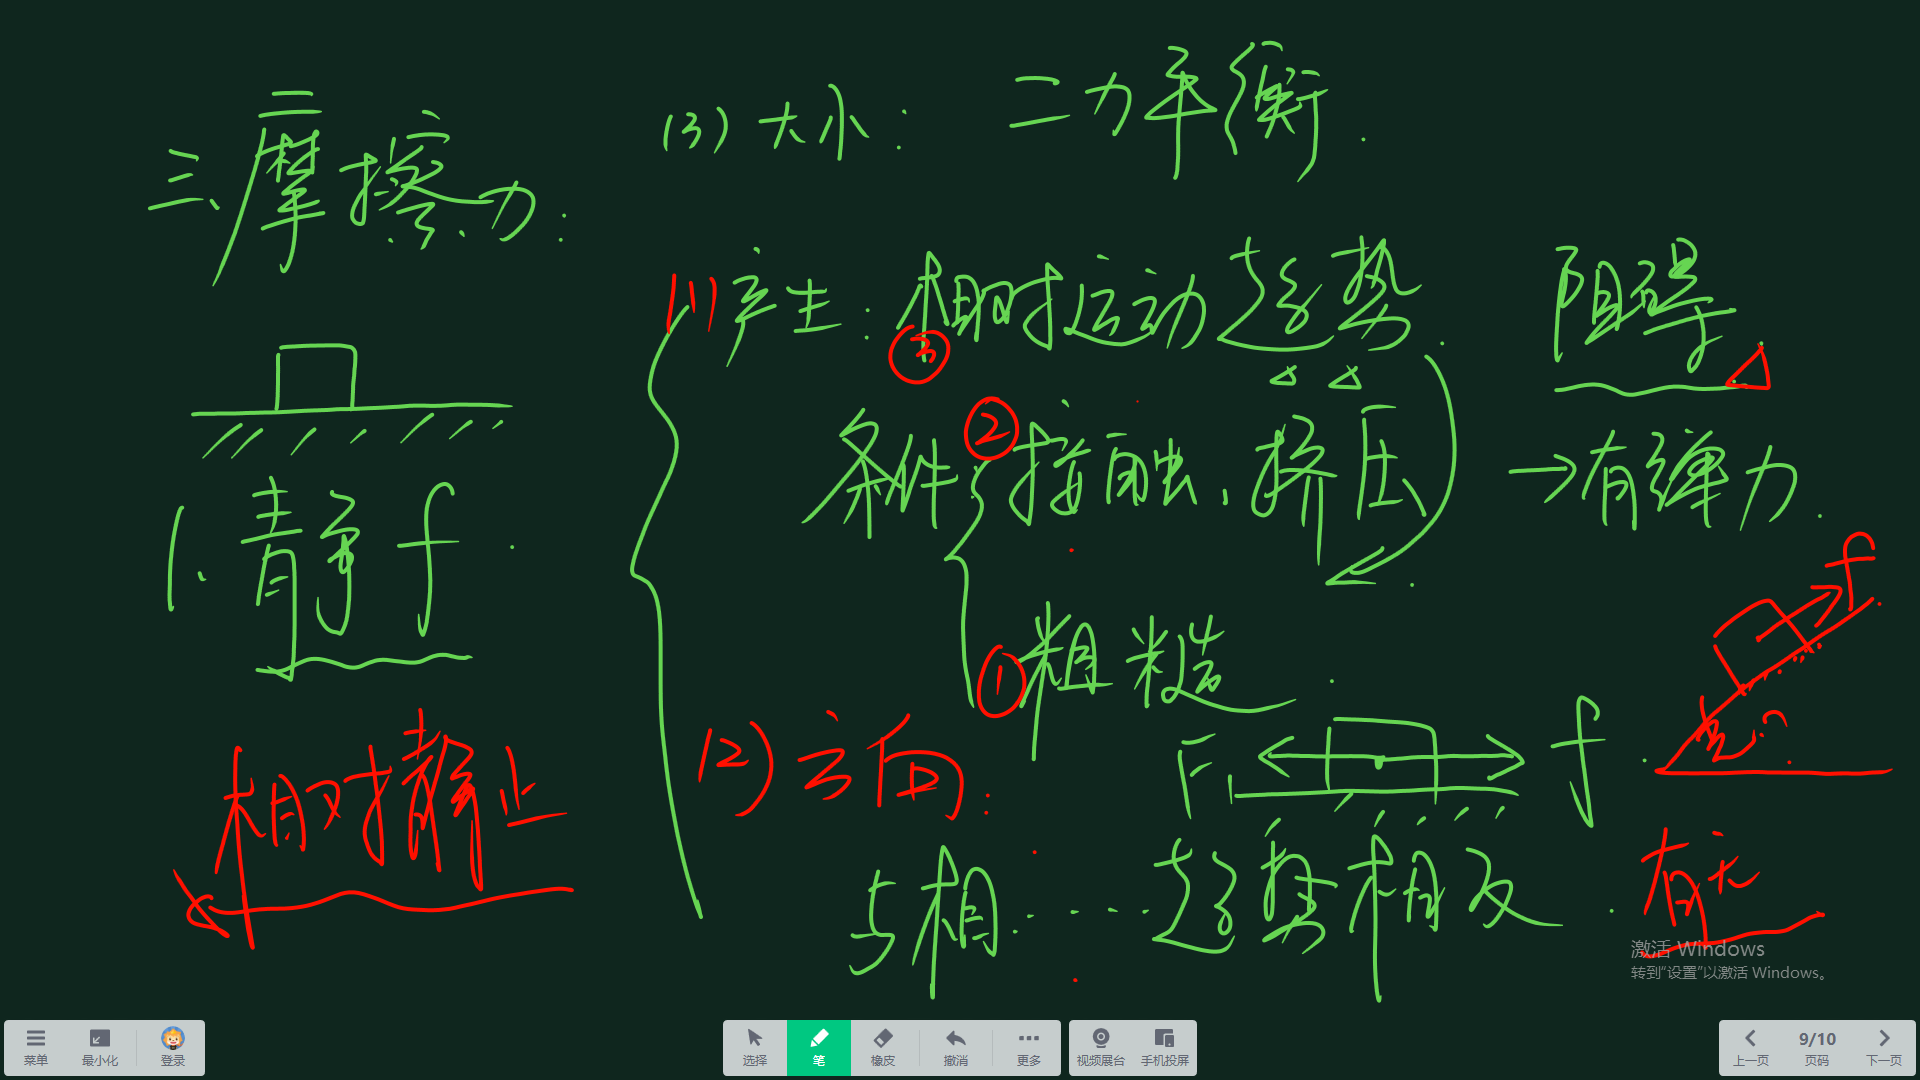 三、摩擦力:
1. 静f.
相对静止
(1)产生:相对运动趋势. 阻碍
条件 ②接触、挤压 →有弹力.
③
①粗糙.
(2)方向:
F f.
与相……趋势相反.
(3)大小: 二力平衡.
f
有无
激活 Windows
转到“设置”以激活 Windows。
菜单 最小化 登录
选择 笔 橡皮 撤消 更多
视频展台 手机投屏
上一页 9/10 页码 下一页